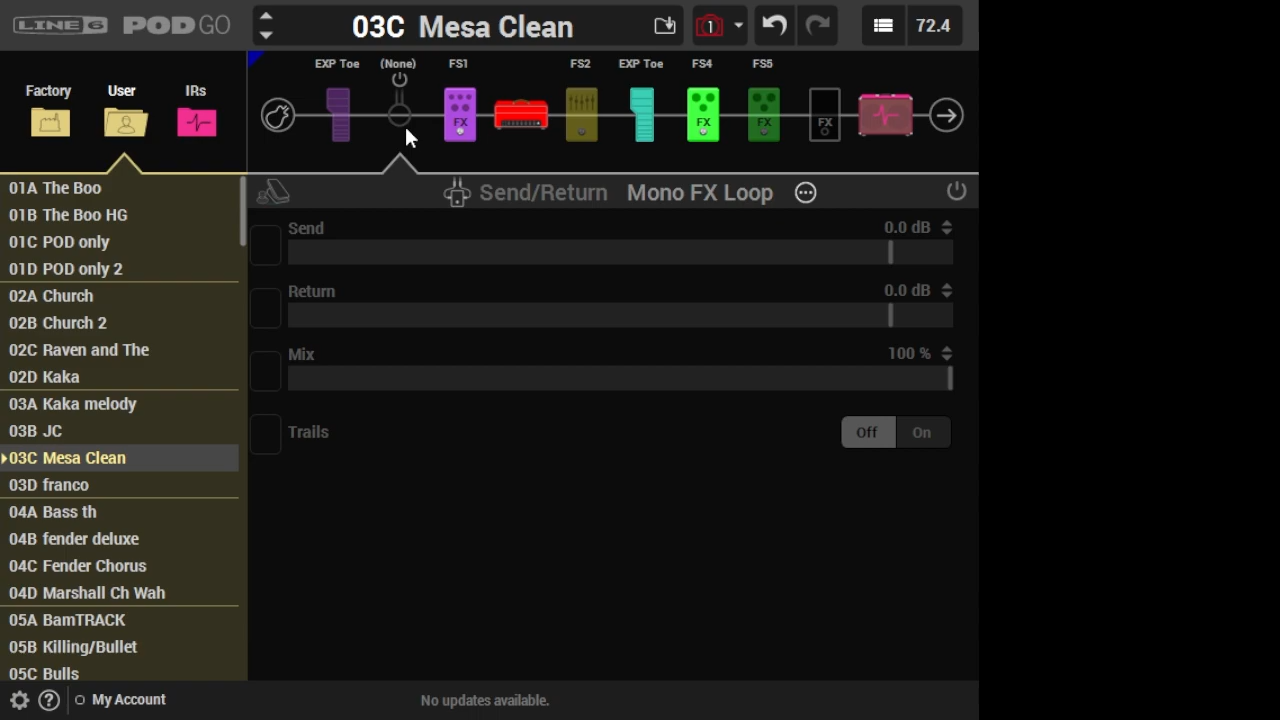 LINE 6 POD GO
03C Mesa Clean
1
72.4
Factory User IRs
EXP Toe (None) FS1 FS2 EXP Toe FS4 FS5
FX FX FX FX
Send/Return Mono FX Loop
Send 0.0 dB
Return 0.0 dB
Mix 100 %
Trails Off On
01A The Boo
01B The Boo HG
01C POD only
01D POD only 2
02A Church
02B Church 2
02C Raven and The
02D Kaka
03A Kaka melody
03B JC
03C Mesa Clean
03D franco
04A Bass th
04B fender deluxe
04C Fender Chorus
04D Marshall Ch Wah
05A BamTRACK
05B Killing/Bullet
05C Bulls
? My Account No updates available.